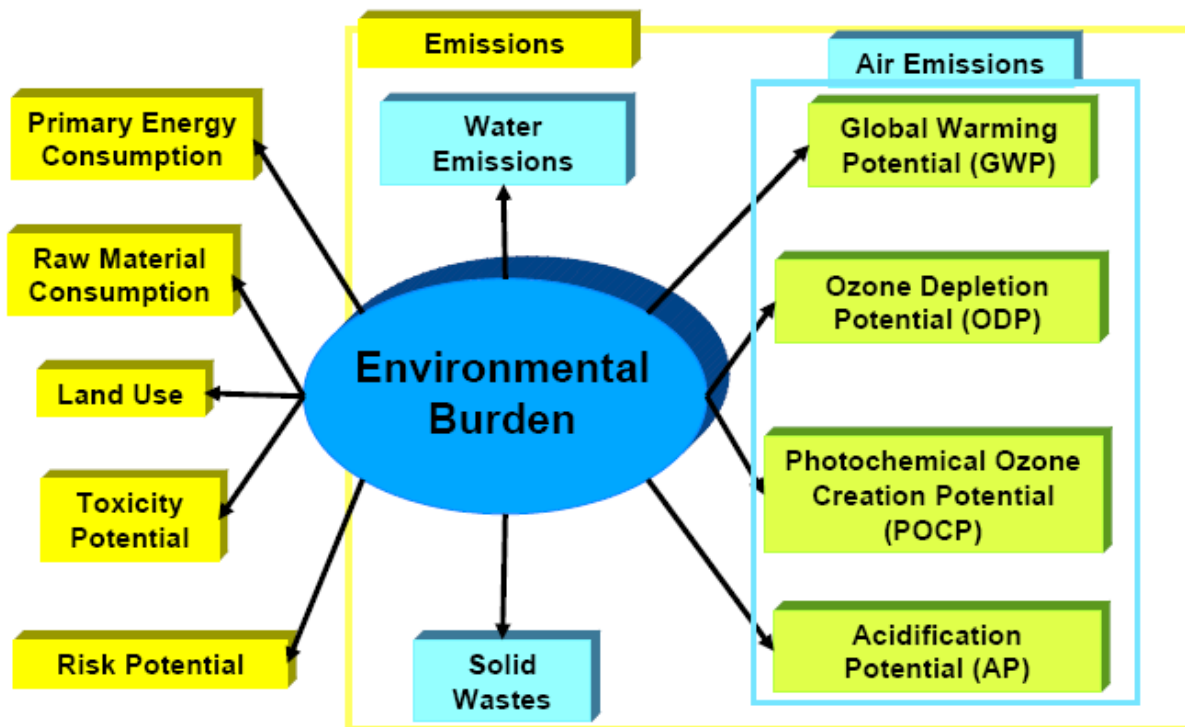 Emissions
Air Emissions
Primary Energy
Consumption
Water
Emissions
Global Warming
Potential (GWP)
Raw Material
Consumption
Ozone Depletion
Potential (ODP)
Environmental
Burden
Land Use
Toxicity
Potential
Photochemical Ozone
Creation Potential
(POCP)
Risk Potential
Solid
Wastes
Acidification
Potential (AP)